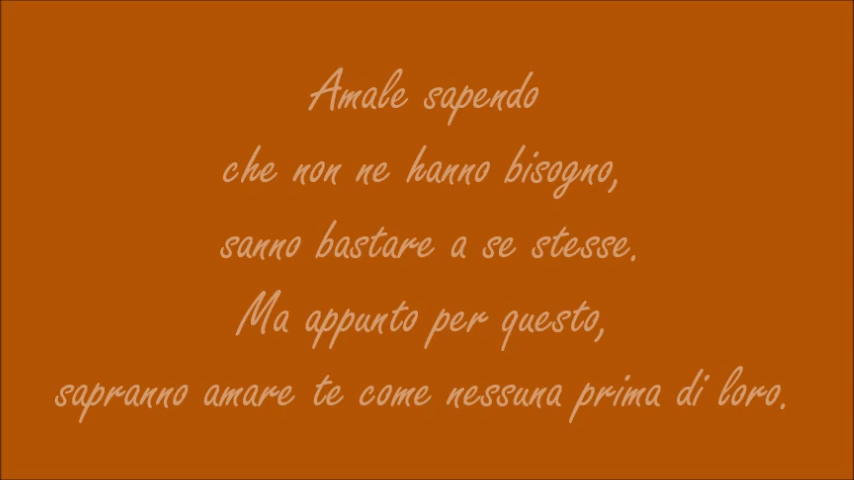 Amale sapendo
che non ne hanno bisogno,
sanno bastare a se stesse.
Ma appunto per questo,
sapranno amare te come nessuna prima di loro.